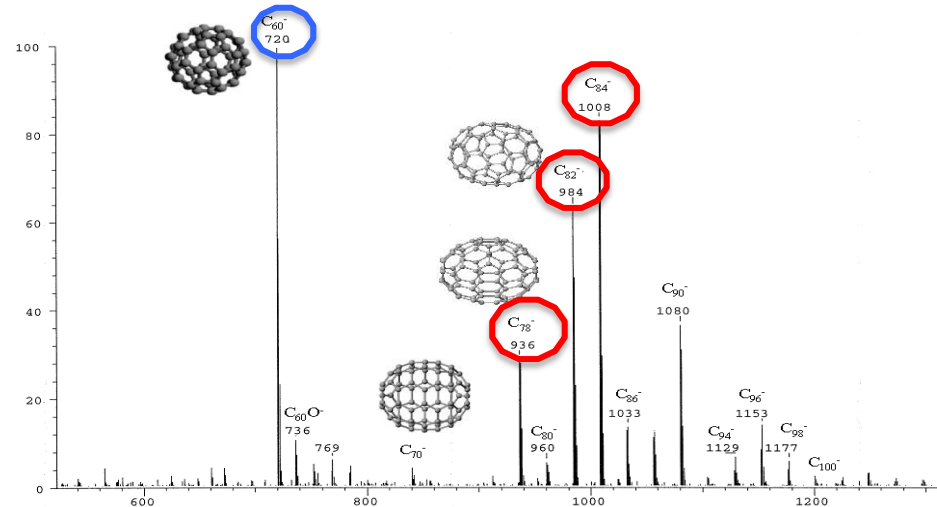 C₆₀⁻
720
100
C₈₄⁻
1008
80
C₈₂⁻
984
60
C₉₀⁻
1080
40
C₇₈⁻
936
C₈₆⁻
1033
C₉₆⁻
1153
20
C₆₀O⁻
736
769
C₇₀⁻
C₈₀⁻
960
C₉₄⁻
1129
C₉₈⁻
1177
C₁₀₀⁻
0
600
800
1000
1200